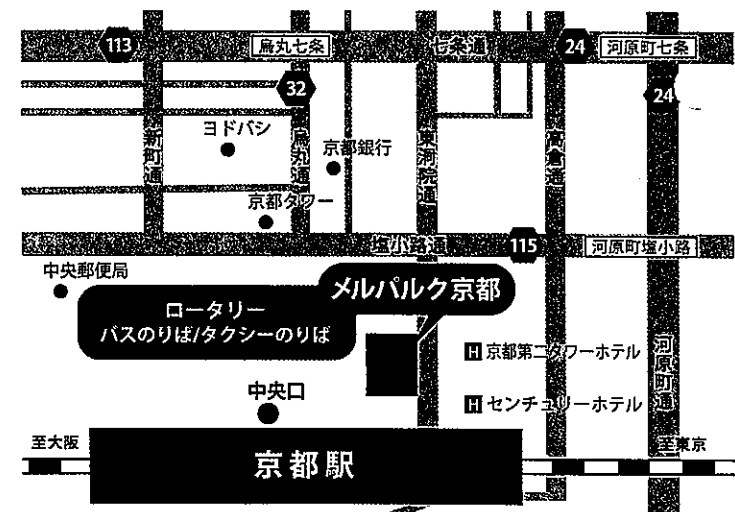 113
烏丸七条
七条通
24
河原町七条
32
24
ヨドバシ
新町通
烏丸通
京都銀行
東洞院通
高倉通
京都タワー
塩小路通
115
河原町塩小路
中央郵便局
メルパルク京都
ロータリー
バスのりば/タクシーのりば
H 京都第二タワーホテル
河原町通
中央口
H センチュリーホテル
至大阪
京都駅
至東京